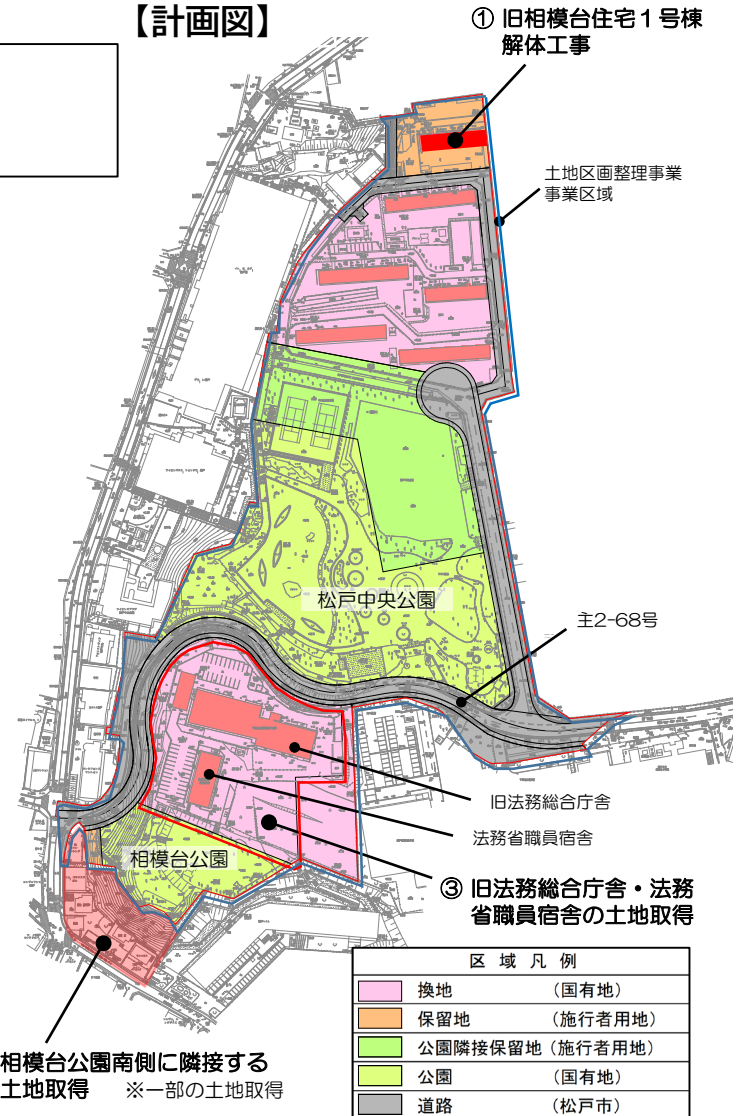 【計画図】
① 旧相模台住宅1号棟
解体工事
土地区画整理事業
事業区域
松戸中央公園
主2-68号
旧法務総合庁舎
法務省職員宿舎
相模台公園
③ 旧法務総合庁舎・法務
省職員宿舎の土地取得
相模台公園南側に隣接する
土地取得 ※一部の土地取得
区域凡例
換地 （国有地）
保留地 （施行者用地）
公園隣接保留地（施行者用地）
公園 （国有地）
道路 （松戸市）